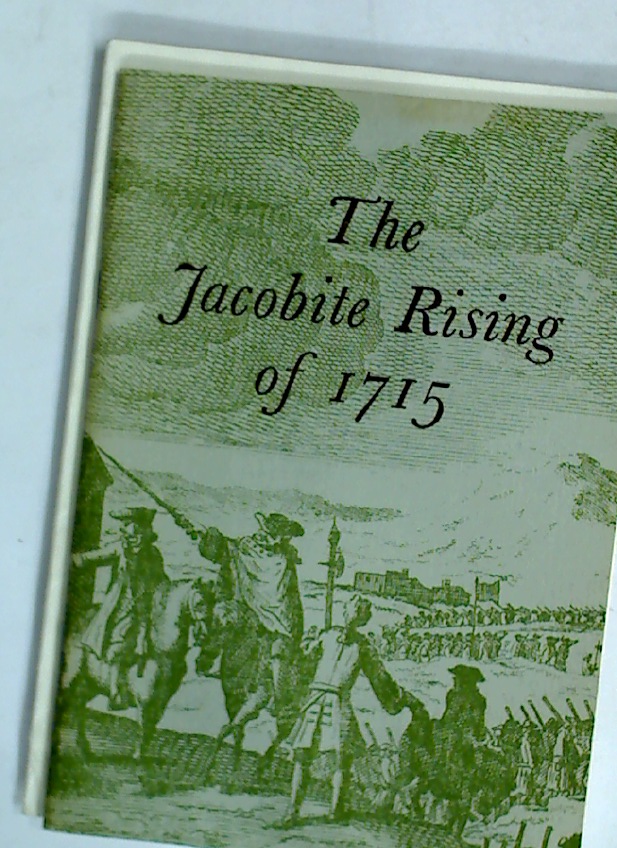 The
Jacobite Rising
of 1715